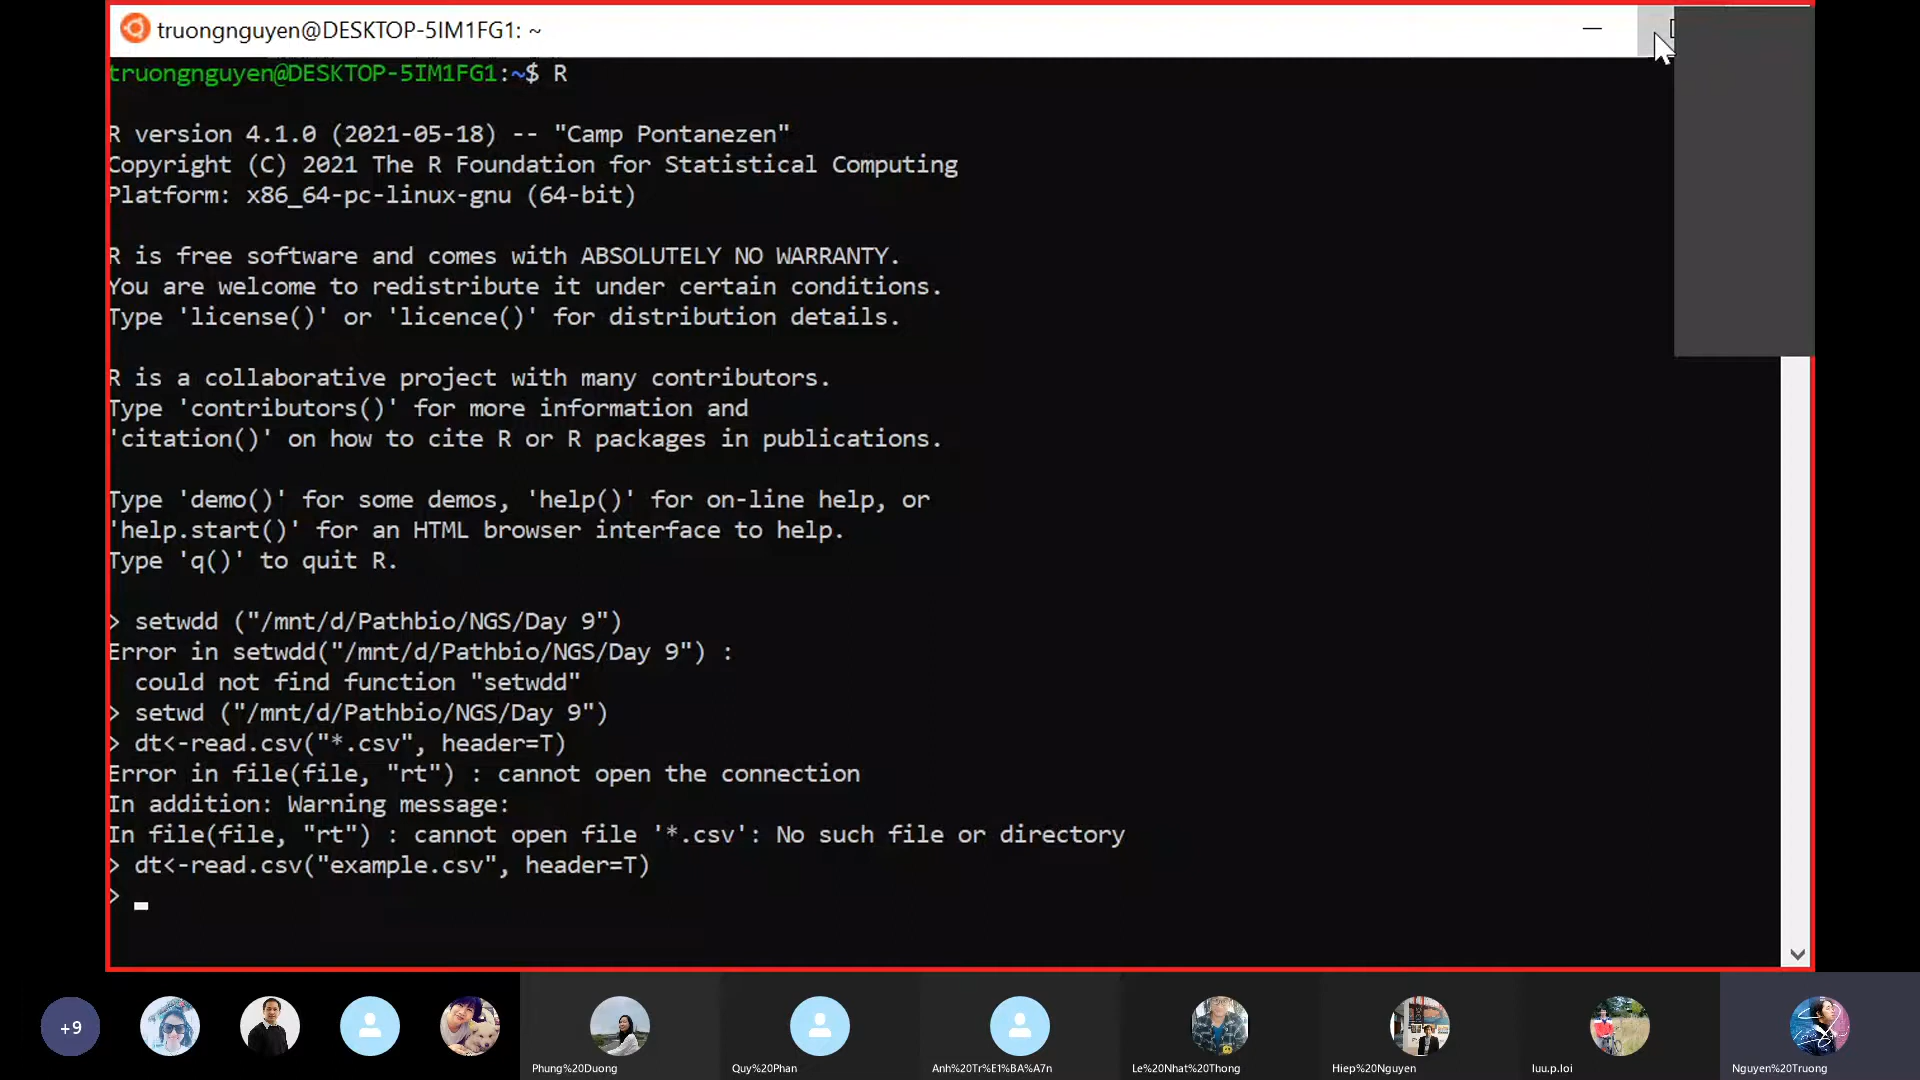 truongnguyen@DESKTOP-5IM1FG1: ~
truongnguyen@DESKTOP-5IM1FG1:~$ R
R version 4.1.0 (2021-05-18) -- "Camp Pontanezen"
Copyright (C) 2021 The R Foundation for Statistical Computing
Platform: x86_64-pc-linux-gnu (64-bit)
R is free software and comes with ABSOLUTELY NO WARRANTY.
You are welcome to redistribute it under certain conditions.
Type 'license()' or 'licence()' for distribution details.
R is a collaborative project with many contributors.
Type 'contributors()' for more information and
'citation()' on how to cite R or R packages in publications.
Type 'demo()' for some demos, 'help()' for on-line help, or
'help.start()' for an HTML browser interface to help.
Type 'q()' to quit R.
> setwdd ("/mnt/d/Pathbio/NGS/Day 9")
Error in setwdd("/mnt/d/Pathbio/NGS/Day 9") :
could not find function "setwdd"
> setwd ("/mnt/d/Pathbio/NGS/Day 9")
> dt<-read.csv("*.csv", header=T)
Error in file(file, "rt") : cannot open the connection
In addition: Warning message:
In file(file, "rt") : cannot open file '*.csv': No such file or directory
> dt<-read.csv("example.csv", header=T)
>
+9
Phung%20Duong
Quy%20Phan
Anh%20Tr%E1%BA%A7n
Le%20Nhat%20Thong
Hiep%20Nguyen
luu.p.loi
Nguyen%20Truong